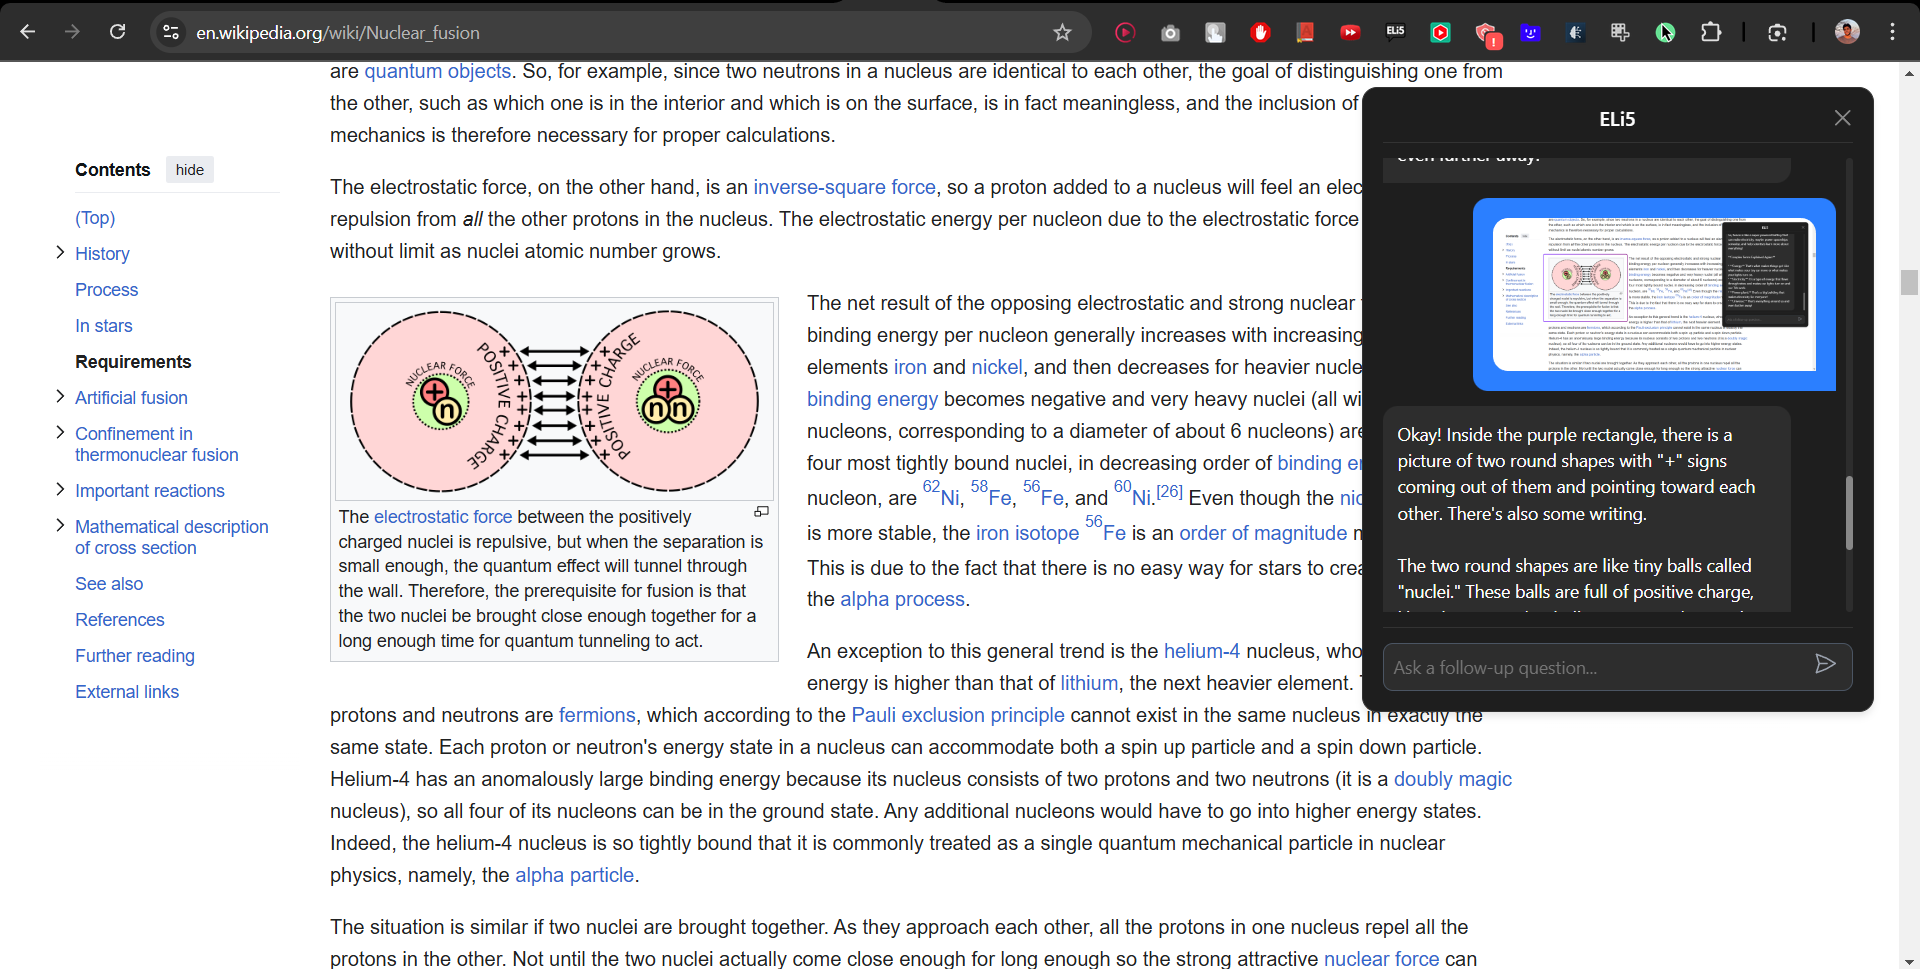 en.wikipedia.org/wiki/Nuclear_fusion
ELi5
are quantum objects. So, for example, since two neutrons in a nucleus are identical to each other, the goal of distinguishing one from
the other, such as which one is in the interior and which is on the surface, is in fact meaningless, and the inclusion of
mechanics is therefore necessary for proper calculations.
Contents
hide
(Top)
History
Process
In stars
Requirements
Artificial fusion
Confinement in
thermonuclear fusion
Important reactions
Mathematical description
of cross section
See also
References
Further reading
External links
The electrostatic force, on the other hand, is an inverse-square force, so a proton added to a nucleus will feel an elec
repulsion from all the other protons in the nucleus. The electrostatic energy per nucleon due to the electrostatic force
without limit as nuclei atomic number grows.
NUCLEAR FORCE
POSITIVE CHARGE
+
n
POSITIVE CHARGE
NUCLEAR FORCE
+
nn
The electrostatic force between the positively
charged nuclei is repulsive, but when the separation is
small enough, the quantum effect will tunnel through
the wall. Therefore, the prerequisite for fusion is that
the two nuclei be brought close enough together for a
long enough time for quantum tunneling to act.
The net result of the opposing electrostatic and strong nuclear
binding energy per nucleon generally increases with increasing
elements iron and nickel, and then decreases for heavier nucle
binding energy becomes negative and very heavy nuclei (all wi
nucleons, corresponding to a diameter of about 6 nucleons) are
four most tightly bound nuclei, in decreasing order of binding e
nucleon, are 62Ni, 58Fe, 56Fe, and 60Ni.[26] Even though the nic
is more stable, the iron isotope 56Fe is an order of magnitude m
This is due to the fact that there is no easy way for stars to crea
the alpha process.
An exception to this general trend is the helium-4 nucleus, who
energy is higher than that of lithium, the next heavier element.
protons and neutrons are fermions, which according to the Pauli exclusion principle cannot exist in the same nucleus in exactly the
same state. Each proton or neutron's energy state in a nucleus can accommodate both a spin up particle and a spin down particle.
Helium-4 has an anomalously large binding energy because its nucleus consists of two protons and two neutrons (it is a doubly magic
nucleus), so all four of its nucleons can be in the ground state. Any additional nucleons would have to go into higher energy states.
Indeed, the helium-4 nucleus is so tightly bound that it is commonly treated as a single quantum mechanical particle in nuclear
physics, namely, the alpha particle.
The situation is similar if two nuclei are brought together. As they approach each other, all the protons in one nucleus repel all the
protons in the other. Not until the two nuclei actually come close enough for long enough so the strong attractive nuclear force can
ELi5
even further away!
Okay! Inside the purple rectangle, there is a
picture of two round shapes with "+" signs
coming out of them and pointing toward each
other. There's also some writing.
The two round shapes are like tiny balls called
"nuclei." These balls are full of positive charge,
Ask a follow-up question...